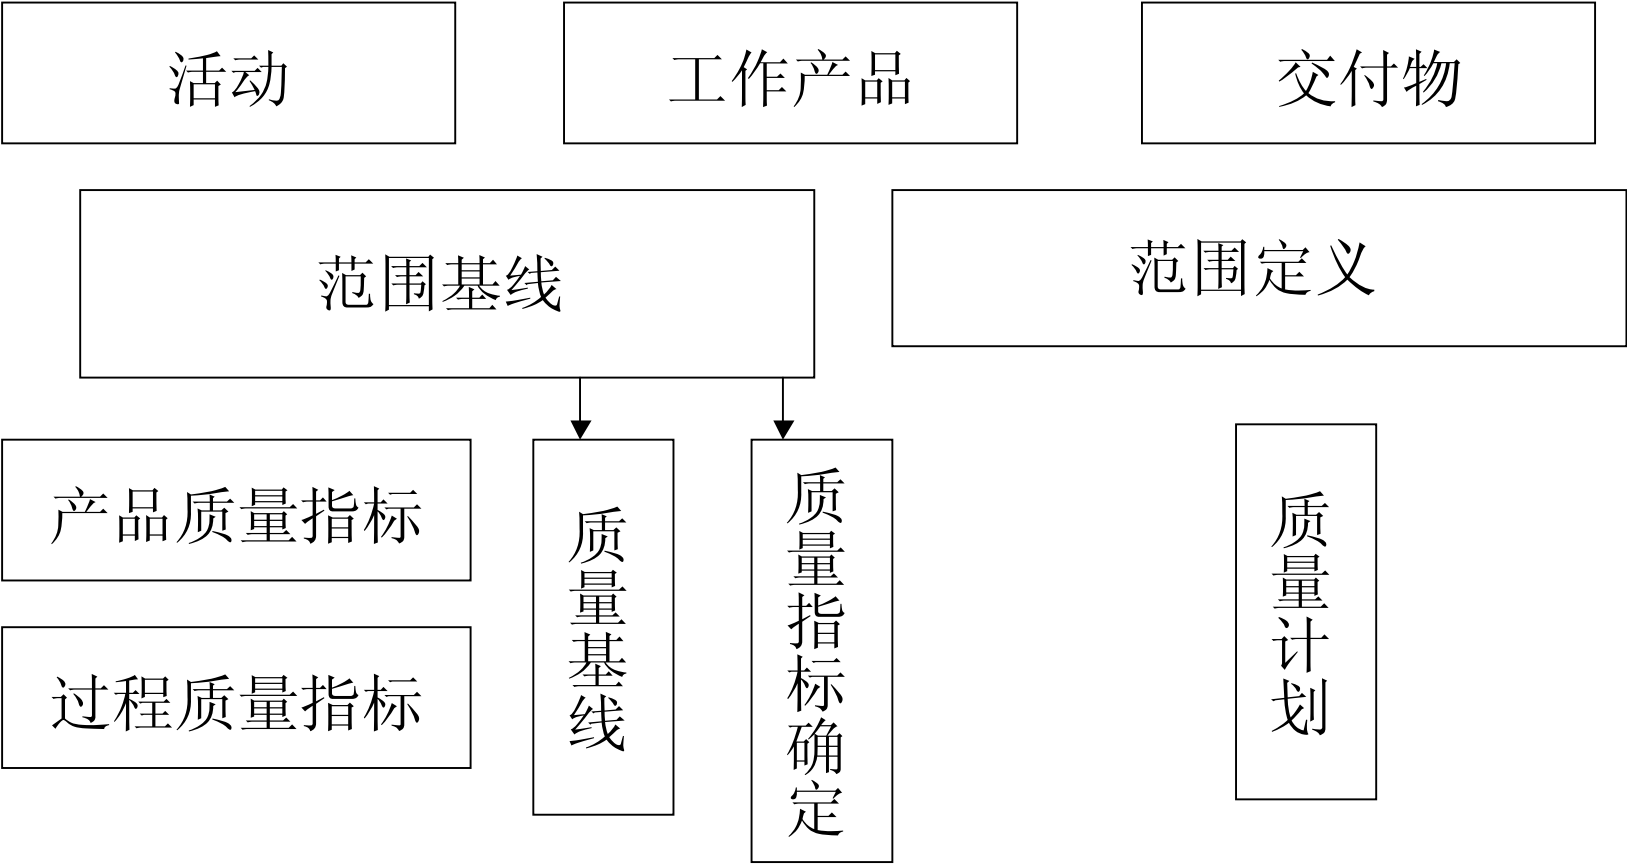 活动
工作产品
交付物
范围基线
范围定义
产品质量指标
过程质量指标
质量基线
质量指标确定
质量计划